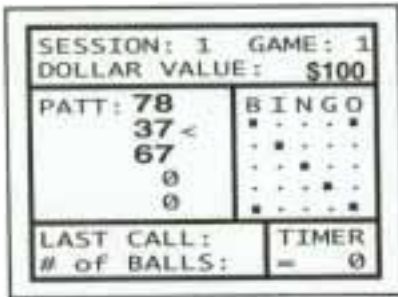 SESSION: 1 GAME: 1
DOLLAR VALUE: $100
PATT: 78
37 <
67
0
0
B I N G O
LAST CALL:
# of BALLS:
TIMER
= 0